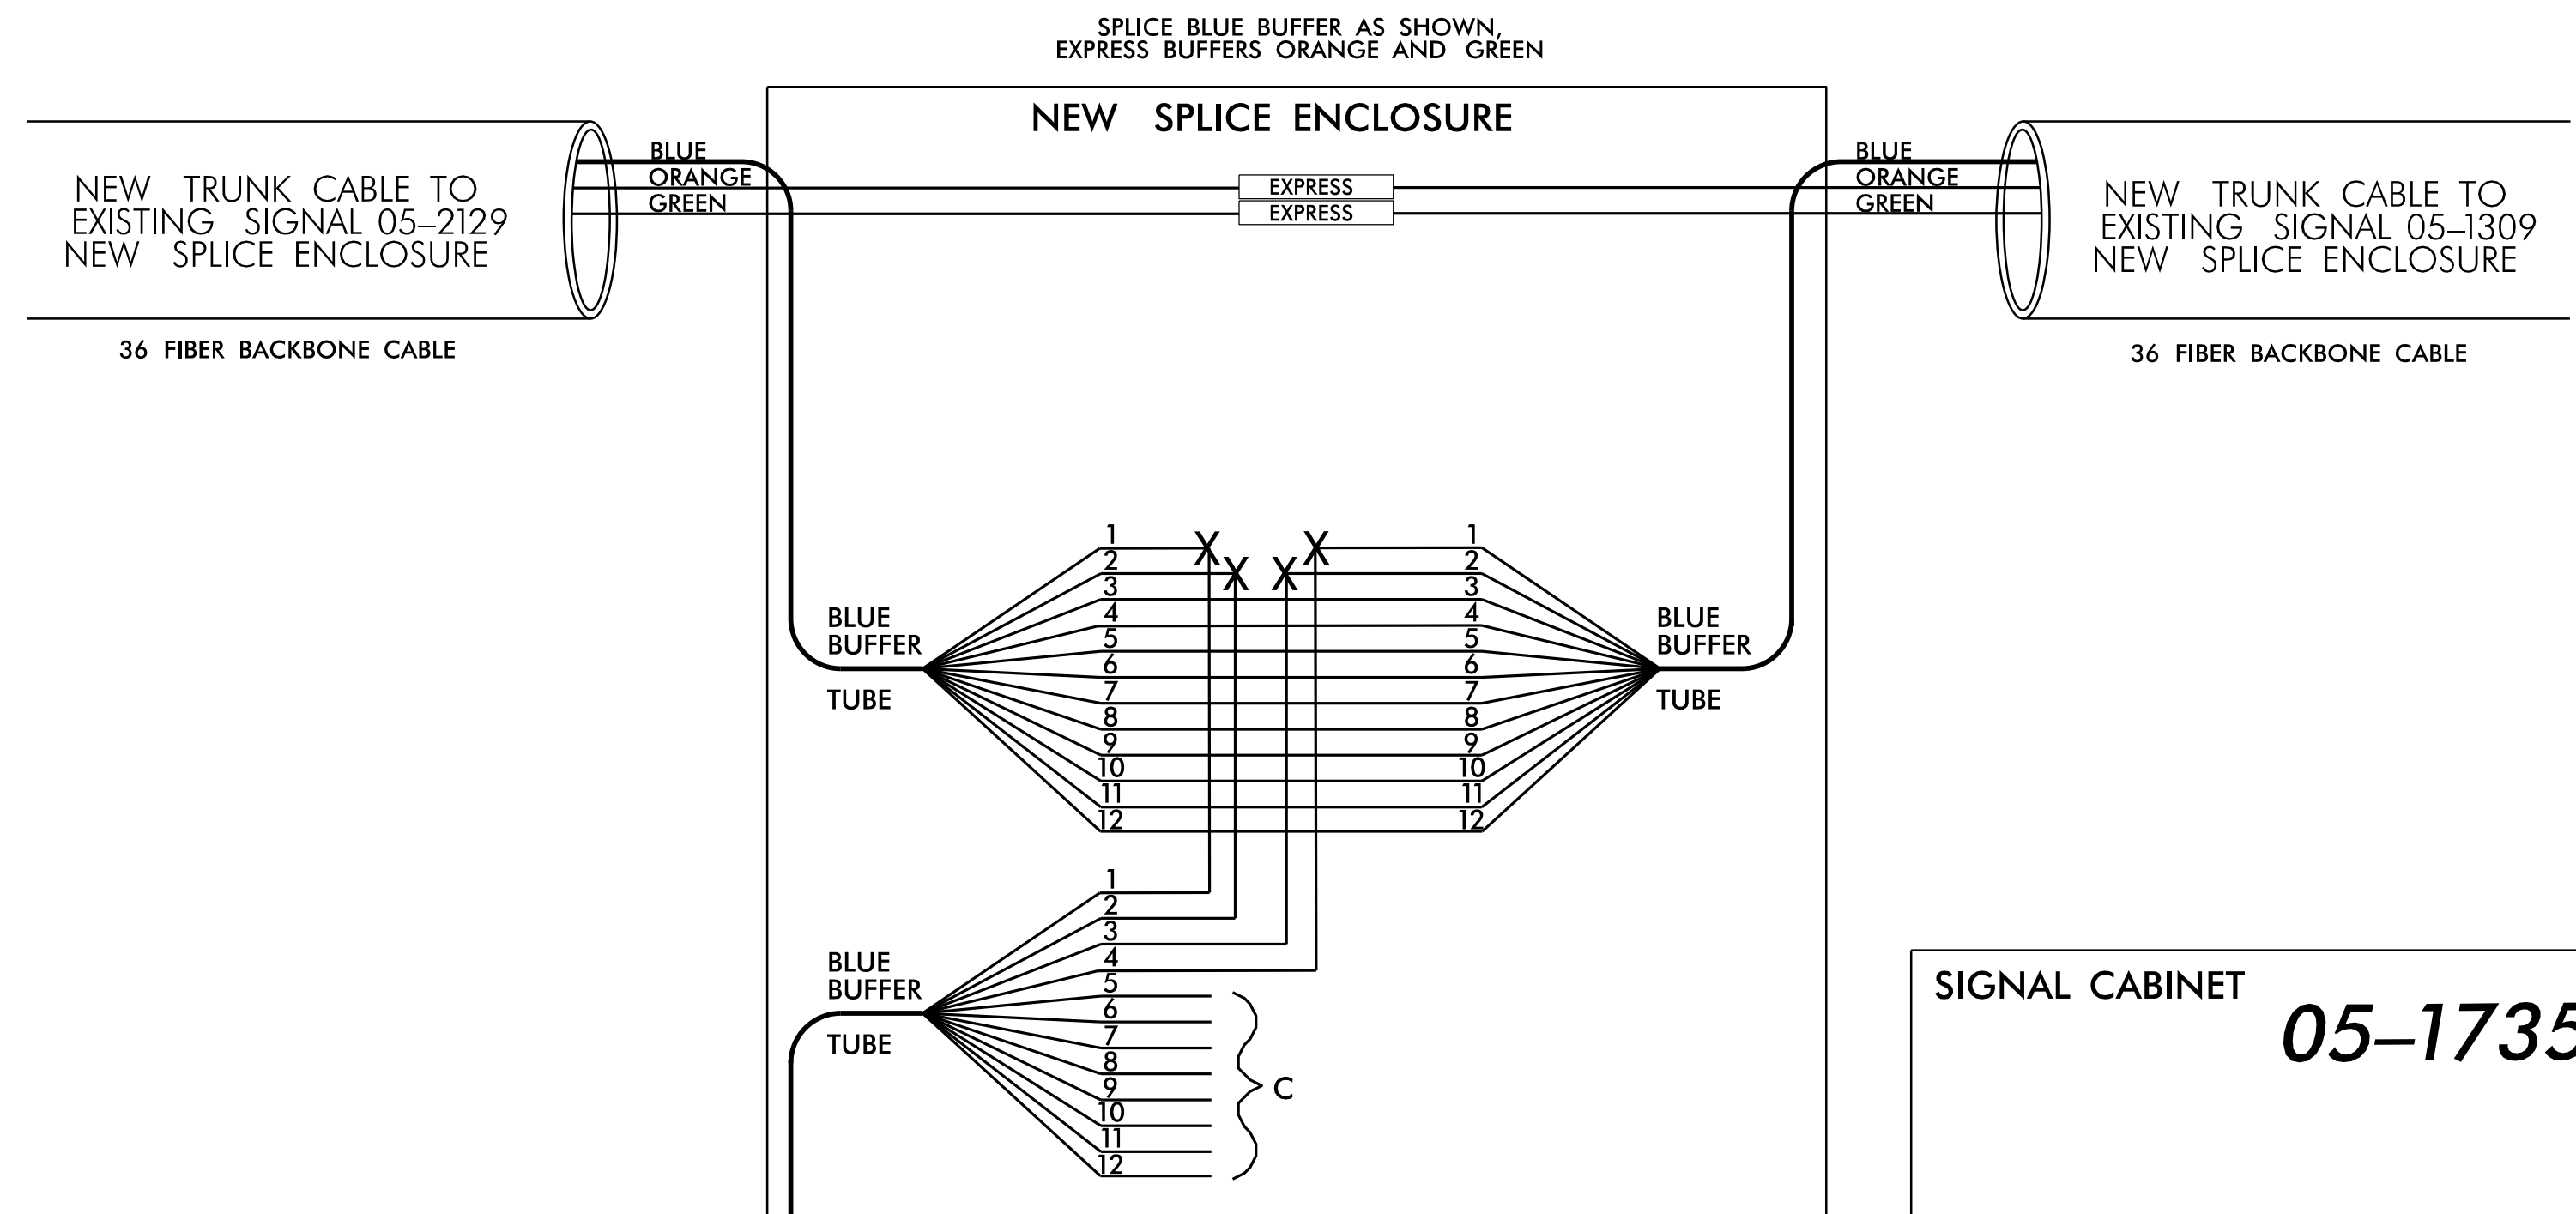 SPLICE BLUE BUFFER AS SHOWN,
EXPRESS BUFFERS ORANGE AND GREEN
NEW SPLICE ENCLOSURE
NEW TRUNK CABLE TO
EXISTING SIGNAL 05–2129
NEW SPLICE ENCLOSURE
36 FIBER BACKBONE CABLE
BLUE
ORANGE
GREEN
EXPRESS
EXPRESS
BLUE
ORANGE
GREEN
NEW TRUNK CABLE TO
EXISTING SIGNAL 05–1309
NEW SPLICE ENCLOSURE
36 FIBER BACKBONE CABLE
BLUE
BUFFER
TUBE
1
2
3
4
5
6
7
8
9
10
11
12
X
X
X
X
1
2
3
4
5
6
7
8
9
10
11
12
BLUE
BUFFER
TUBE
BLUE
BUFFER
TUBE
1
2
3
4
5
6
7
8
9
10
11
12
C
SIGNAL CABINET
05–1735